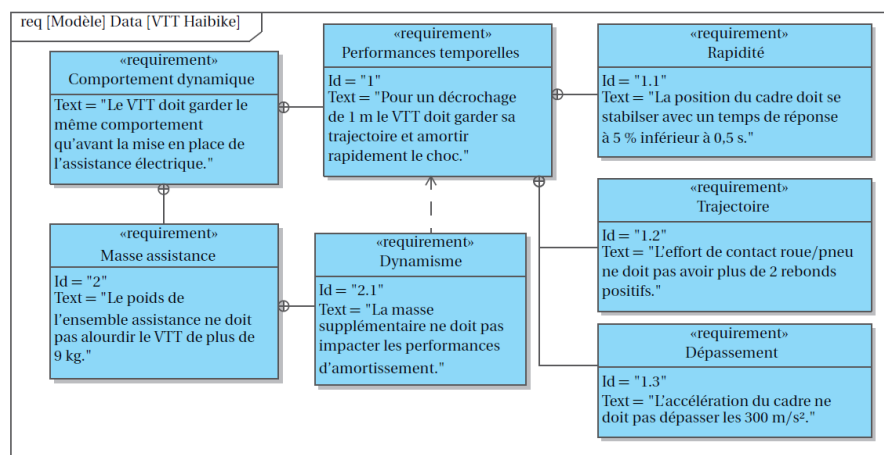 req [Modèle] Data [VTT Haibike]
«requirement»
Comportement dynamique
Text = "Le VTT doit garder le
même comportement
qu'avant la mise en place de
l'assistance électrique."
«requirement»
Performances temporelles
Id = "1"
Text = "Pour un décrochage
de 1 m le VTT doit garder sa
trajectoire et amortir
rapidement le choc."
«requirement»
Rapidité
Id = "1.1"
Text = "La position du cadre doit se
stabilser avec un temps de réponse
à 5 % inférieur à 0,5 s."
«requirement»
Trajectoire
Id = "1.2"
Text = "L'effort de contact roue/pneu
ne doit pas avoir plus de 2 rebonds
positifs."
«requirement»
Masse assistance
Id = "2"
Text = "Le poids de
l'ensemble assistance ne doit
pas alourdir le VTT de plus de
9 kg."
«requirement»
Dynamisme
Id = "2.1"
Text = "La masse
supplémentaire ne doit pas
impacter les performances
d'amortissement."
«requirement»
Dépassement
Id = "1.3"
Text = "L'accélération du cadre ne
doit pas dépasser les 300 m/s²."